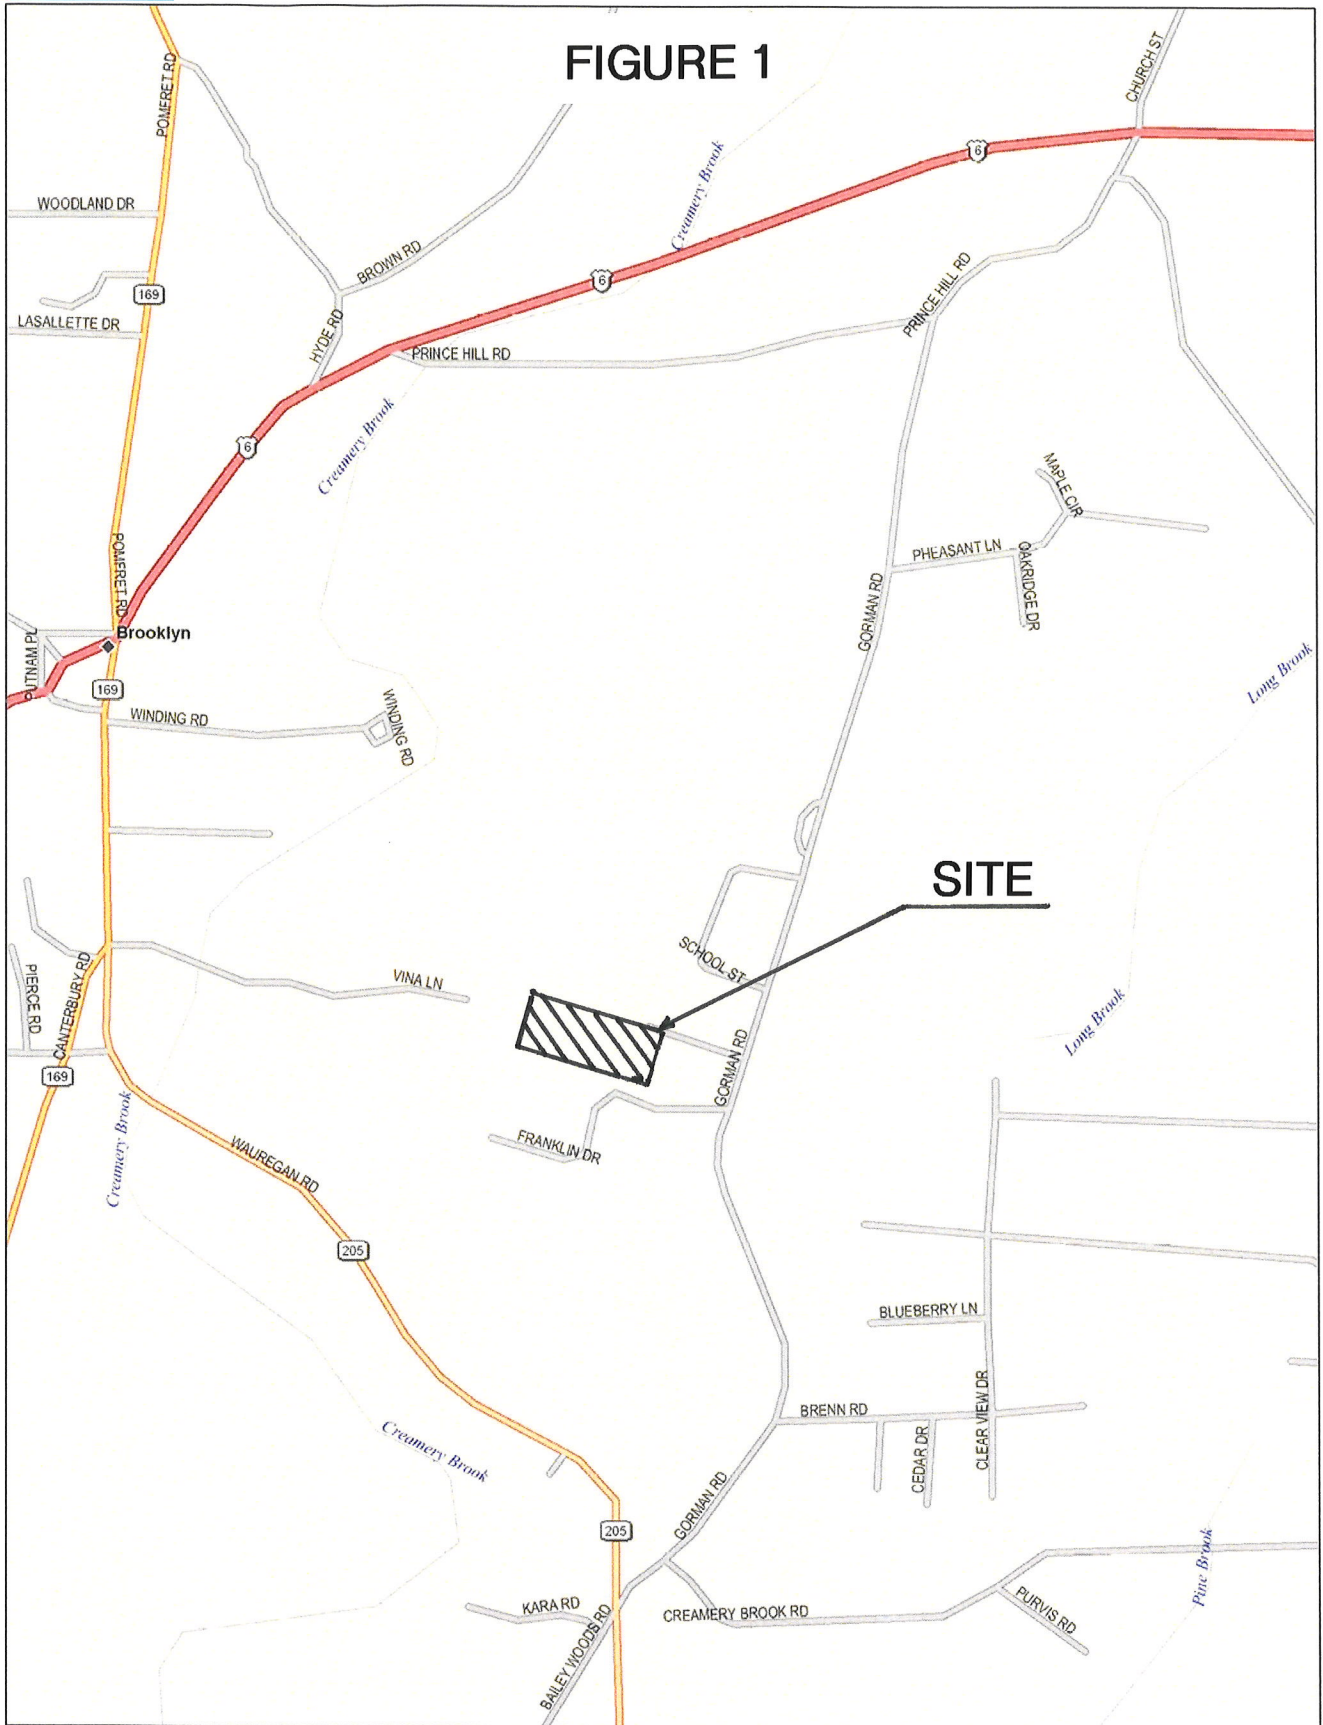 FIGURE 1
CHURCH ST
POMFRET RD
6
Creamery Brook
WOODLAND DR
BROWN RD
PRINCE HILL RD
6
169
LASALLETTE DR
HYDE RD
PRINCE HILL RD
Creamery Brook
6
MAPLE CIR
PHEASANT LN
OAKRIDGE DR
POMFRET RD
GORMAN RD
Brooklyn
PUTNAM PL
Long Brook
169
WINDING RD
WINDING RD
SITE
SCHOOL ST
VINA LN
PIERCE RD
CANTERBURY RD
Long Brook
GORMAN RD
169
Creamery Brook
FRANKLIN DR
WAUREGAN RD
205
BLUEBERRY LN
CLEAR VIEW DR
BRENN RD
CEDAR DR
Creamery Brook
GORMAN RD
205
Pine Brook
KARA RD
CREAMERY BROOK RD
PURVIS RD
BAILEY WOODS RD